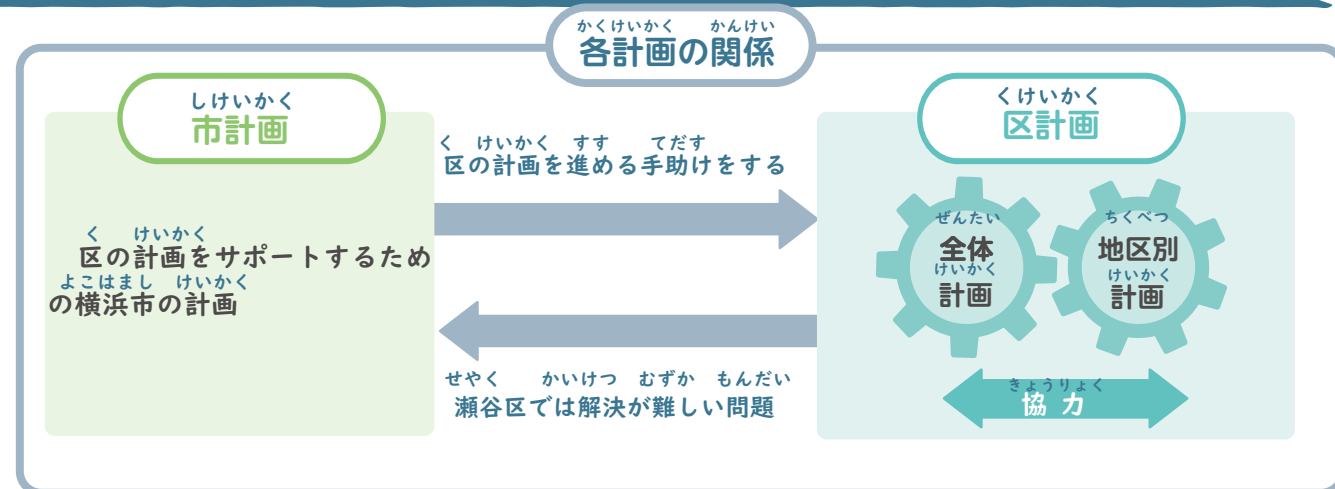 かくけいかく かんけい
各計画の関係
しけいかく
市計画
く けいかく
区の計画をサポートするため
よこはまし けいかく
の横浜市の計画
く けいかく すす てだす
区の計画を進める手助けをする
せやく かいけつ むずか もんだい
瀬谷区では解決が難しい問題
くけいかく
区計画
ぜんたい
全体
けいかく
計画
ちくべつ
地区別
けいかく
計画
きょうりょく
協力